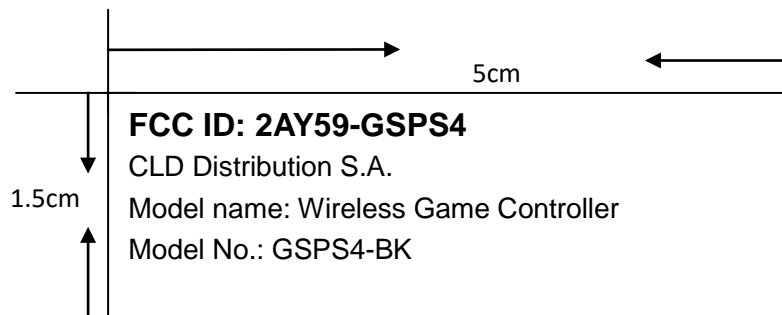 5cm
FCC ID: 2AY59-GSPS4
CLD Distribution S.A.
1.5cm
Model name: Wireless Game Controller
Model No.: GSPS4-BK